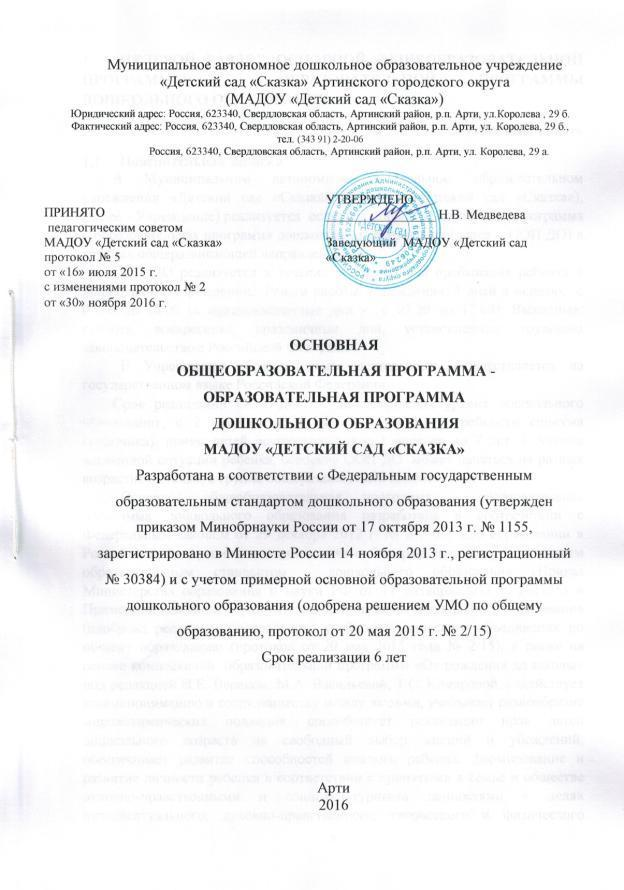 Муниципальное автономное дошкольное образовательное учреждение
«Детский сад «Сказка» Артинского городского округа
(МАДОУ «Детский сад «Сказка»)
Юридический адрес: Россия, 623340, Свердловская область, Артинский район, р.п. Арти, ул.Королева , 29 б.
Фактический адрес: Россия, 623340, Свердловская область, Артинский район, р.п. Арти, ул. Королева, 29 б.,
тел. (343 91) 2-20-06
Россия, 623340, Свердловская область, Артинский район, р.п. Арти, ул. Королева, 29 а.
ПРИНЯТО
педагогическим советом
МАДОУ «Детский сад «Сказка»
протокол № 5
от «16» июля 2015 г.
с изменениями протокол № 2
от «30» ноября 2016 г.
УТВЕРЖДЕНО
Н.В. Медведева
Заведующий МАДОУ «Детский сад
«Сказка»
ОСНОВНАЯ
ОБЩЕОБРАЗОВАТЕЛЬНАЯ ПРОГРАММА -
ОБРАЗОВАТЕЛЬНАЯ ПРОГРАММА
ДОШКОЛЬНОГО ОБРАЗОВАНИЯ
МАДОУ «ДЕТСКИЙ САД «СКАЗКА»
Разработана в соответствии с Федеральным государственным
образовательным стандартом дошкольного образования (утвержден
приказом Минобрнауки России от 17 октября 2013 г. № 1155,
зарегистрировано в Минюсте России 14 ноября 2013 г., регистрационный
№ 30384) и с учетом примерной основной образовательной программы
дошкольного образования (одобрена решением УМО по общему
образованию, протокол от 20 мая 2015 г. № 2/15)
Срок реализации 6 лет
Арти
2016